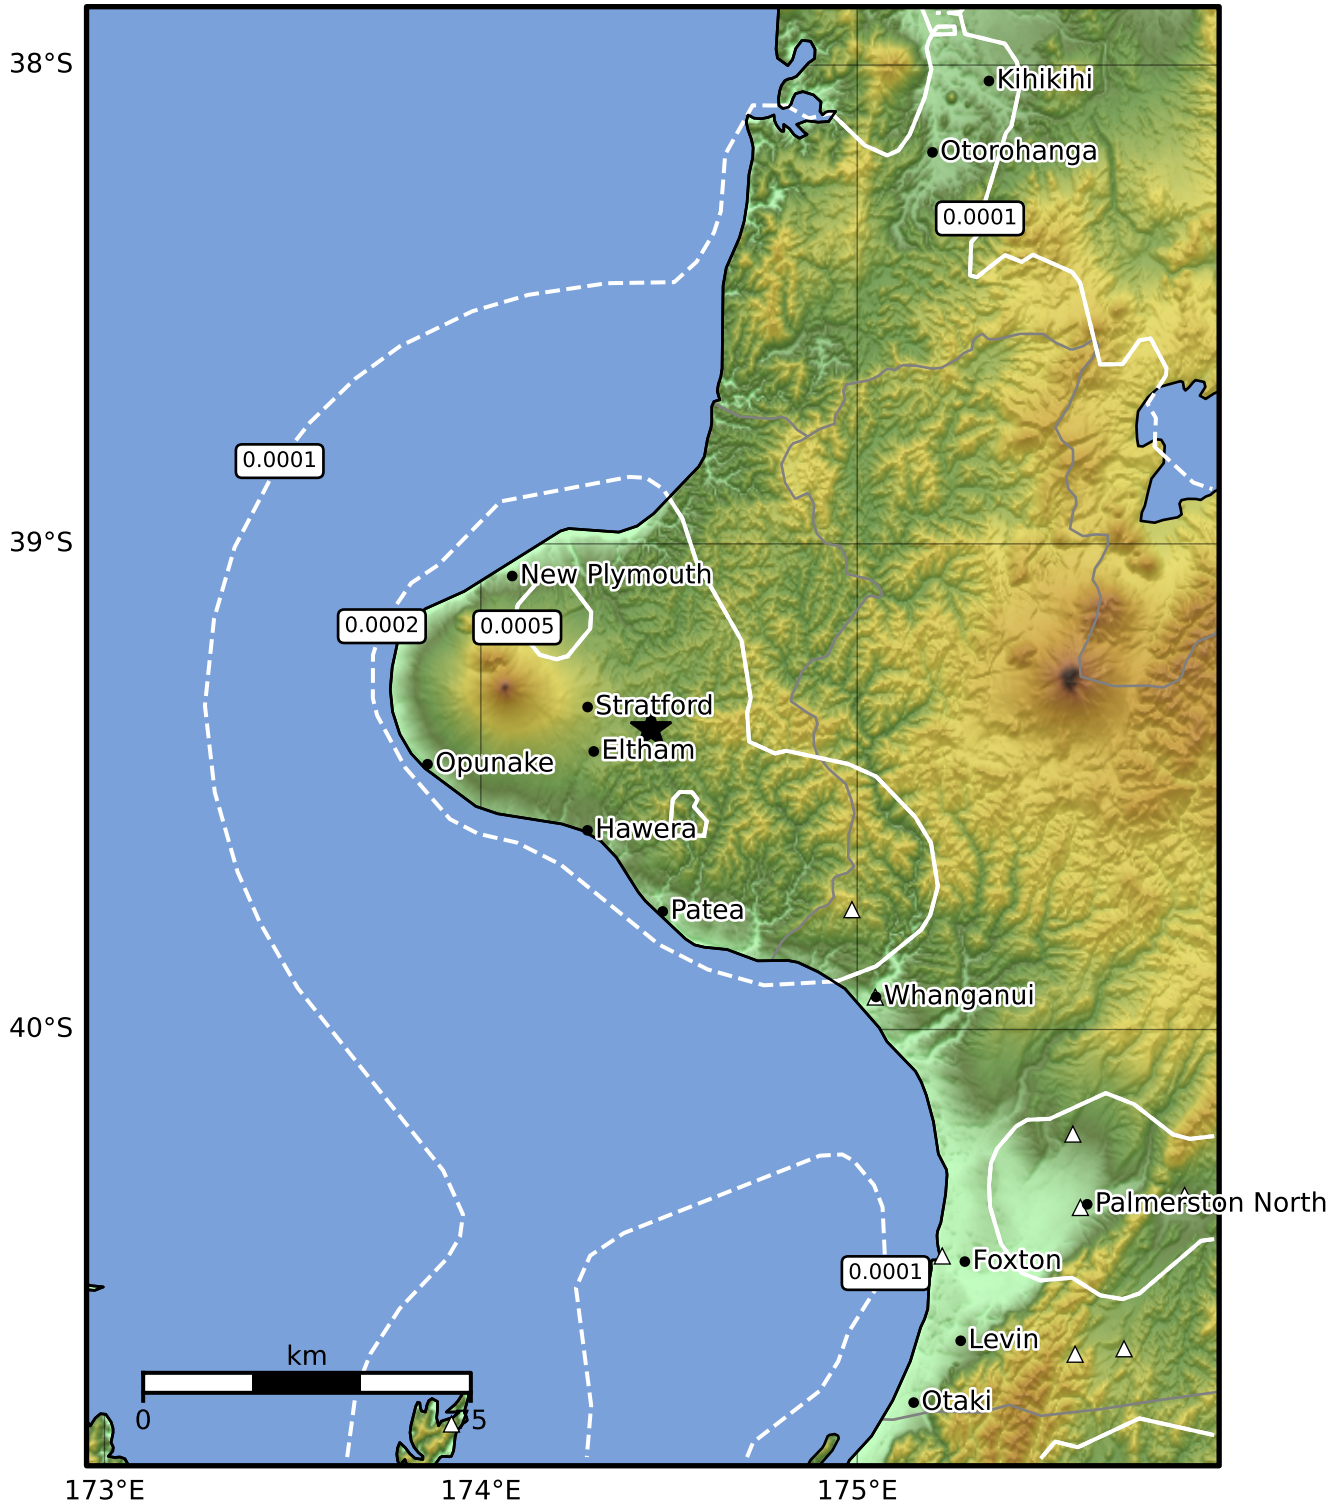 38°S
Kihikihi
Otorohanga
0.0001
0.0001
39°S
New Plymouth
0.0002
0.0005
Stratford
Eltham
Opunake
Hawera
Patea
Whanganui
40°S
Palmerston North
Foxton
0.0001
Levin
km
Otaki
0
173°E
174°E
175°E